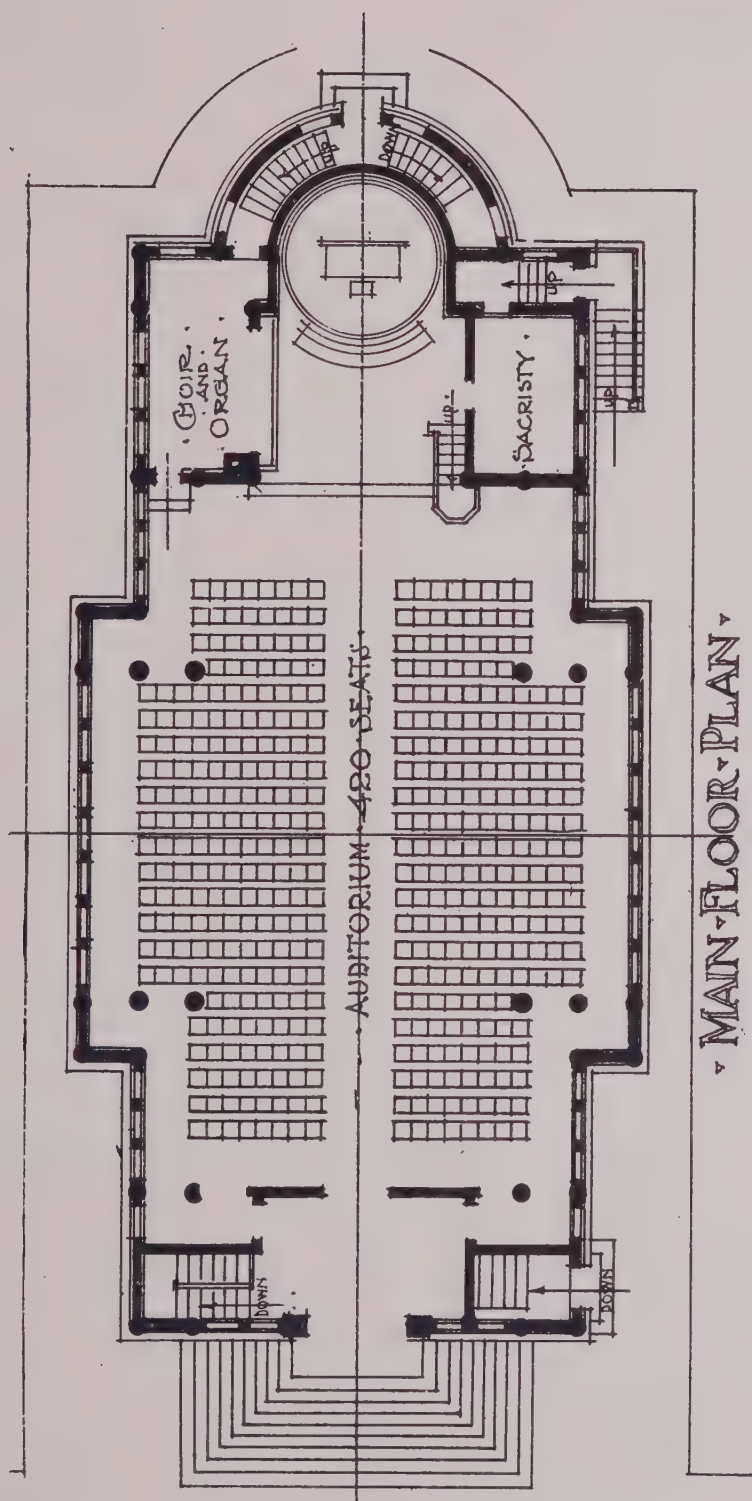 UP
DOWN
· CHOIR ·
· AND ·
ORGAN
UP
UP
UP
SACRISTY ·
· AUDITORIUM · 420 · SEATS ·
DOWN
DOWN
· MAIN · FLOOR · PLAN ·